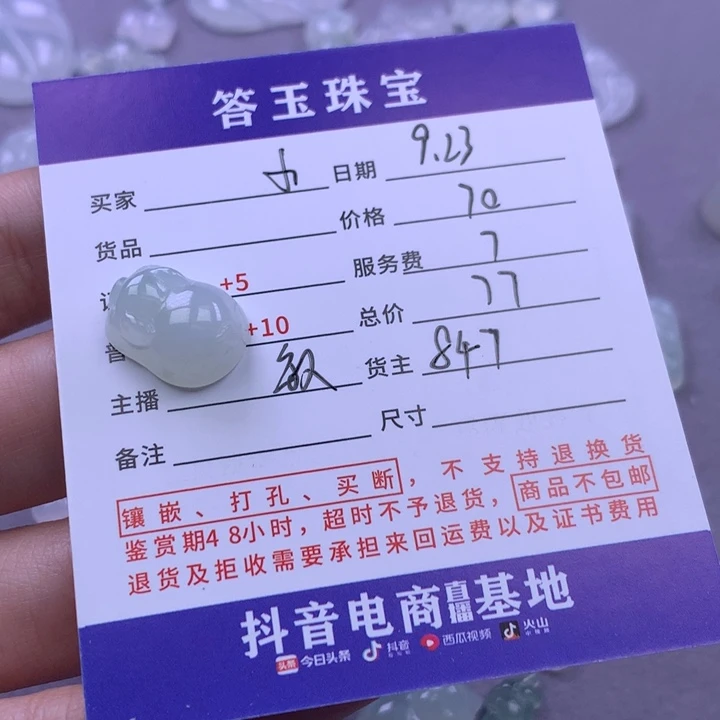 答玉珠宝
买家 小 日期 9.23
货品 价格 70
+5 服务费 7
+10 总价 77
主播 敏 货主 847
备注 尺寸
镶嵌、打孔、买断，不支持退换货
鉴赏期48小时，超时不予退货，商品不包邮
退货及拒收需要承担来回运费以及证书费用
抖音电商直播基地
头条 今日头条 抖音 西瓜视频 火山